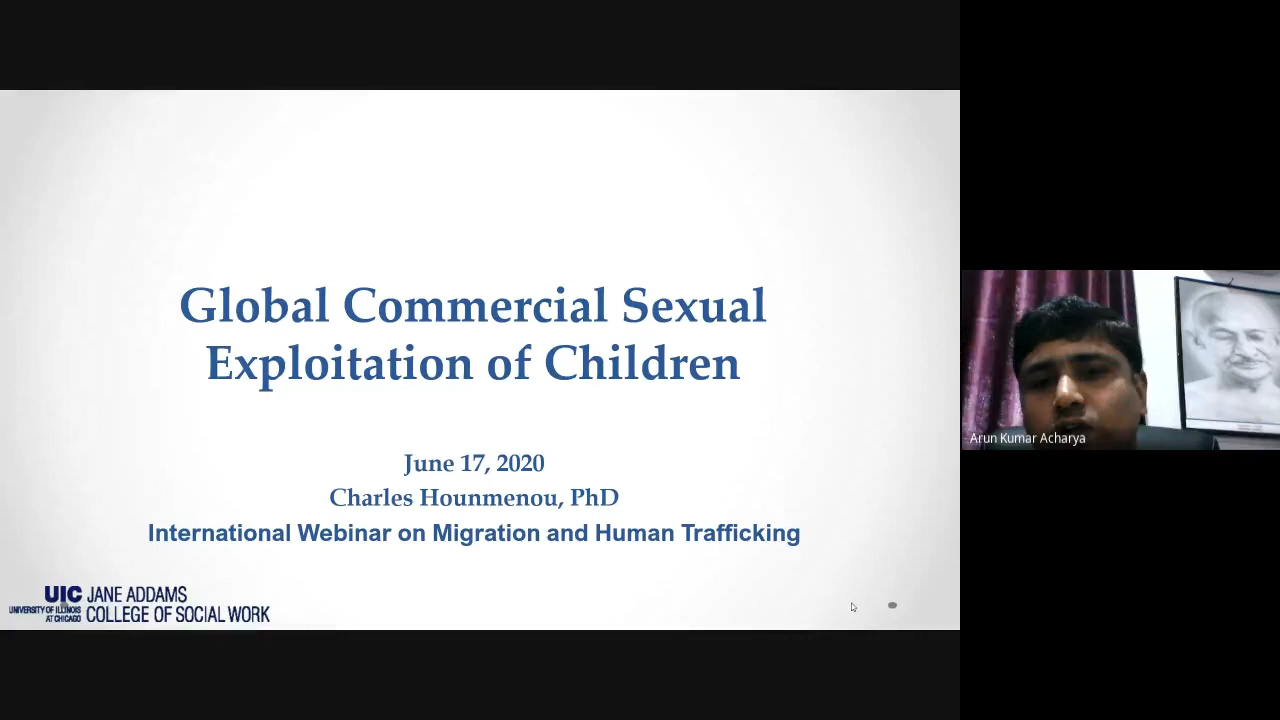 Global Commercial Sexual
Exploitation of Children
June 17, 2020
Charles Hounmenou, PhD
International Webinar on Migration and Human Trafficking
UIC JANE ADDAMS
UNIVERSITY OF ILLINOIS
AT CHICAGO COLLEGE OF SOCIAL WORK
Arun Kumar Acharya